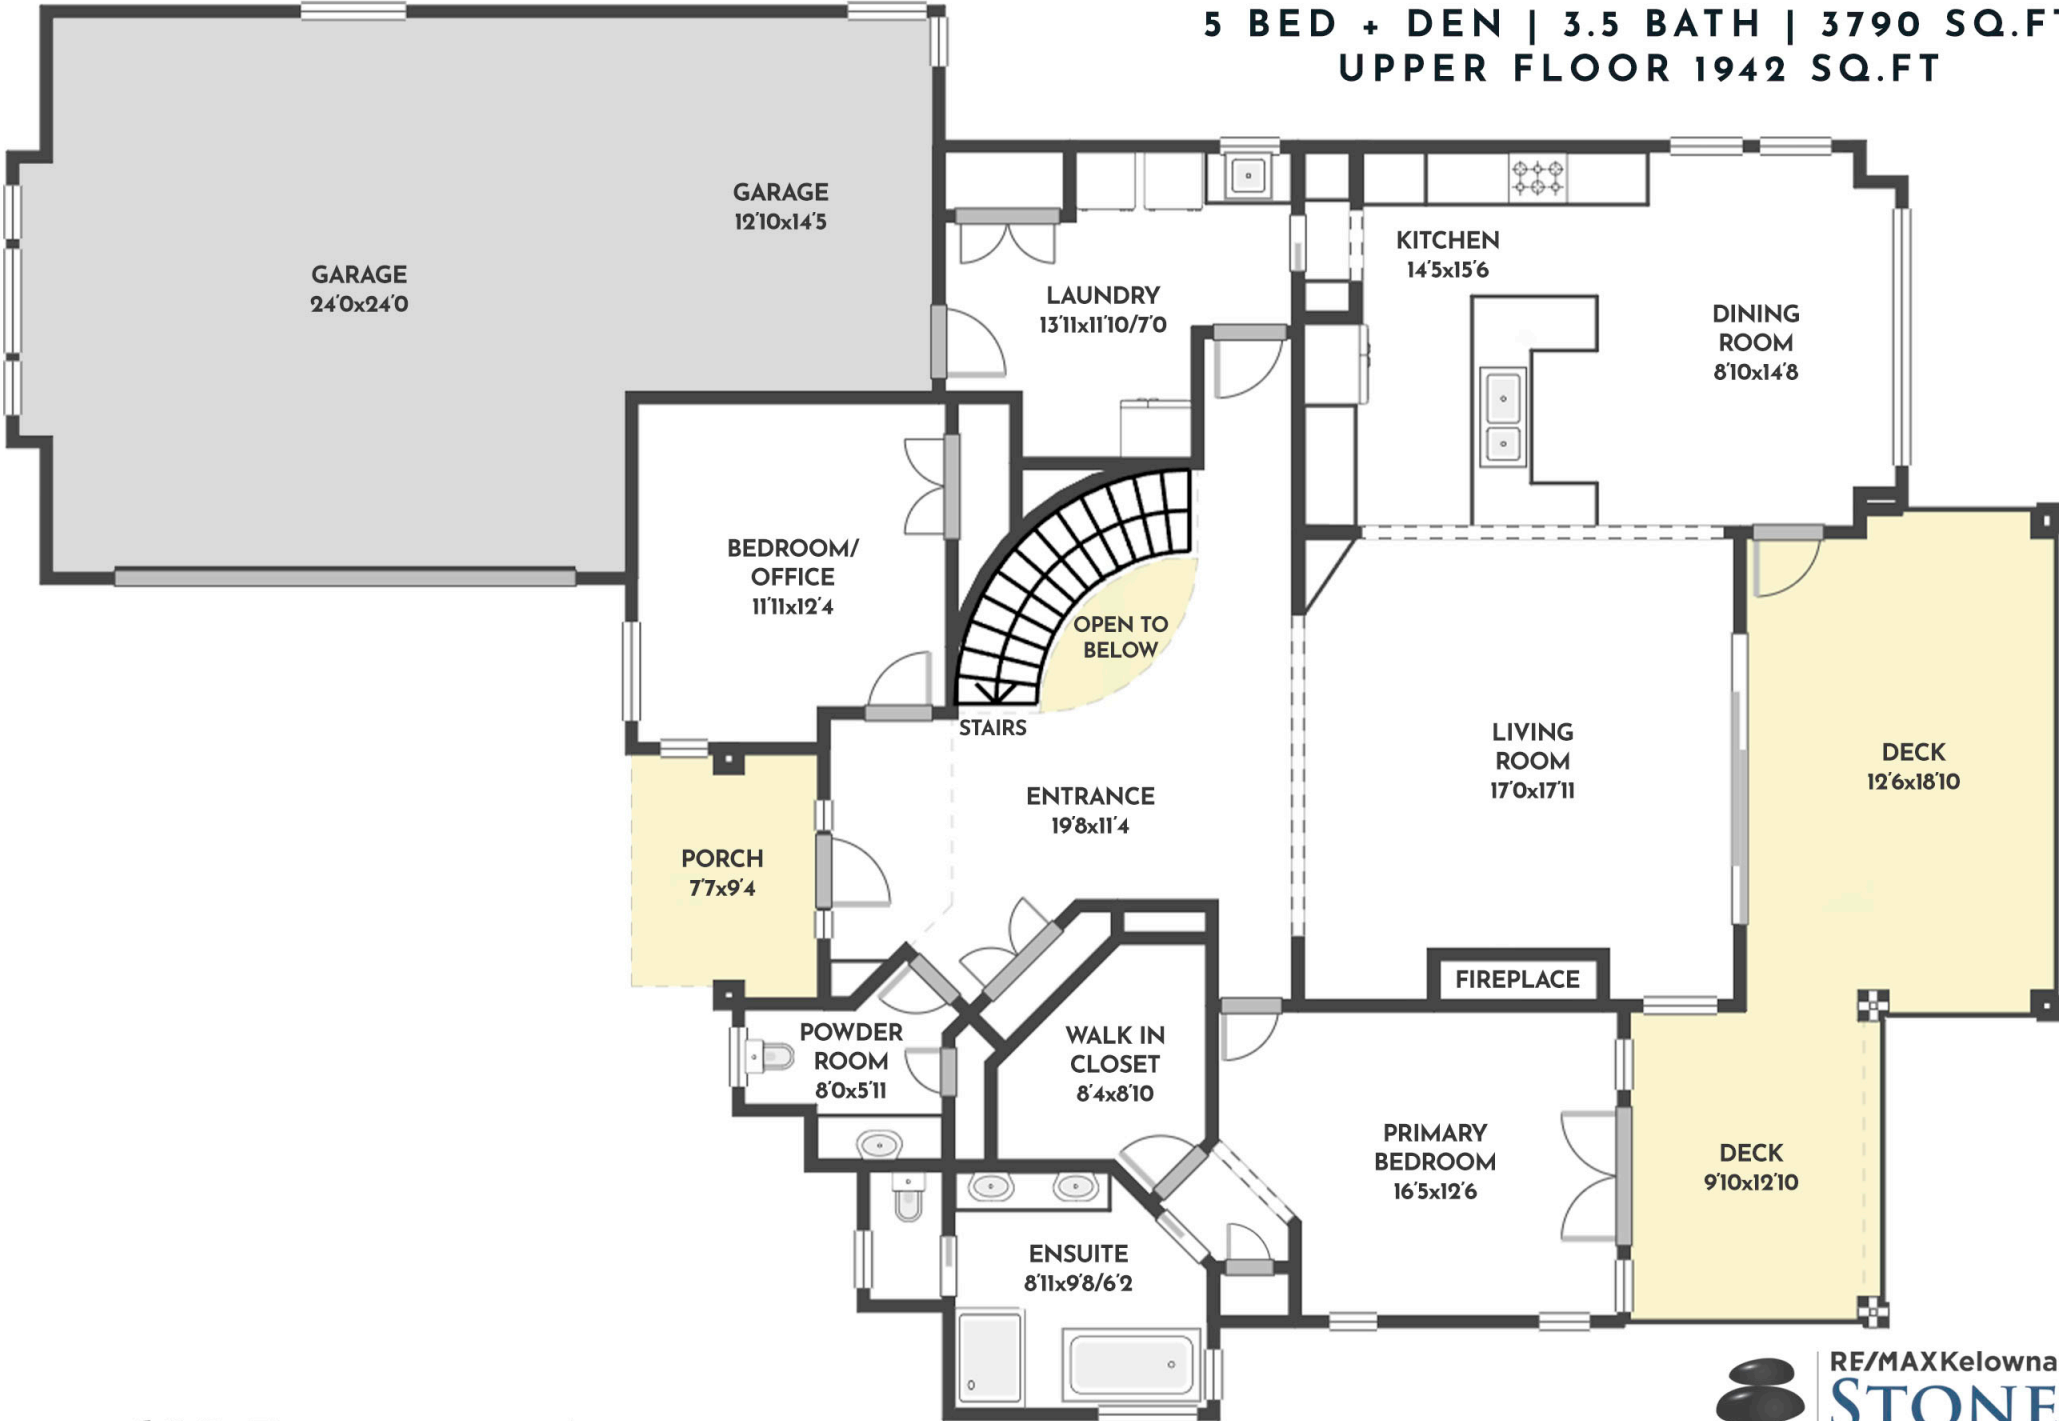 5 BED + DEN | 3.5 BATH | 3790 SQ.FT
UPPER FLOOR 1942 SQ.FT
GARAGE
12'10x14'5
GARAGE
24'0x24'0
LAUNDRY
13'11x11'10/7'0
KITCHEN
14'5x15'6
DINING
ROOM
8'10x14'8
BEDROOM/
OFFICE
11'11x12'4
OPEN TO
BELOW
STAIRS
ENTRANCE
19'8x11'4
LIVING
ROOM
17'0x17'11
DECK
12'6x18'10
PORCH
7'7x9'4
FIREPLACE
POWDER
ROOM
8'0x5'11
WALK IN
CLOSET
8'4x8'10
PRIMARY
BEDROOM
16'5x12'6
DECK
9'10x12'10
ENSUITE
8'11x9'8/6'2
RE/MAXKelowna
STONE